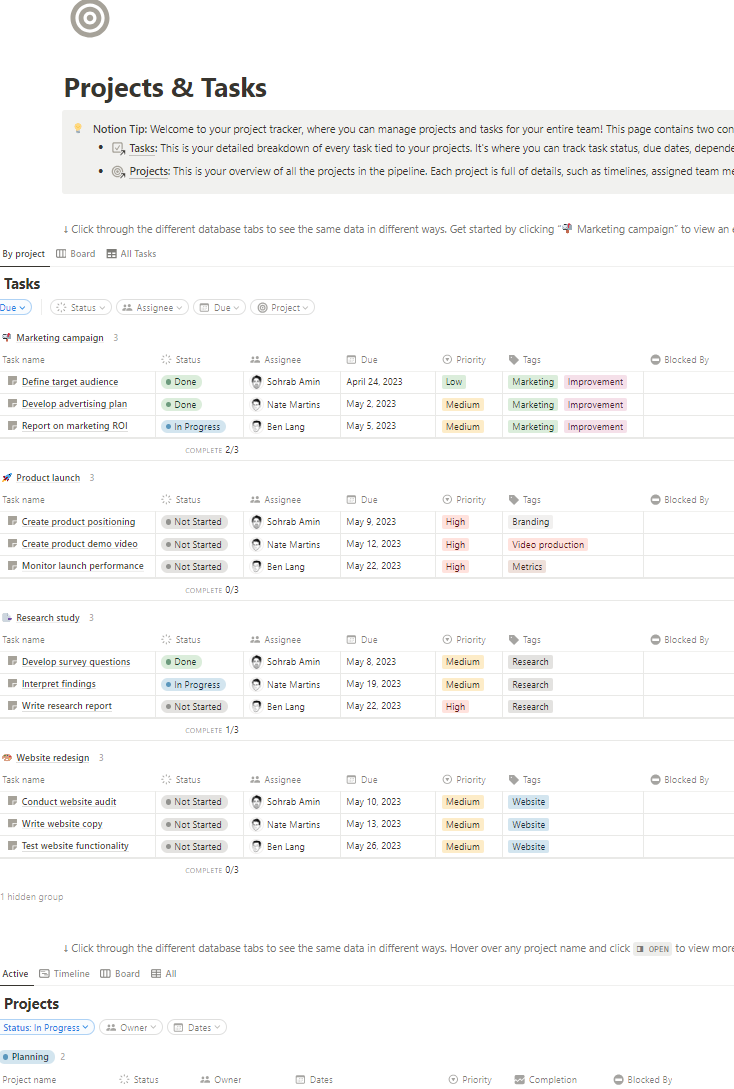 Projects & Tasks
Notion Tip: Welcome to your project tracker, where you can manage projects and tasks for your entire team! This page contains two con
Tasks: This is your detailed breakdown of every task tied to your projects. It's where you can track task status, due dates, depende
Projects: This is your overview of all the projects in the pipeline. Each project is full of details, such as timelines, assigned team me
↓ Click through the different database tabs to see the same data in different ways. Get started by clicking "📬 Marketing campaign" to view an
By project Board All Tasks
Tasks
Due Status Assignee Due Project
Marketing campaign 3
Task name Status Assignee Due Priority Tags Blocked By
Define target audience Done Sohrab Amin April 24, 2023 Low Marketing Improvement
Develop advertising plan Done Nate Martins May 2, 2023 Medium Marketing Improvement
Report on marketing ROI In Progress Ben Lang May 5, 2023 Medium Marketing Improvement
COMPLETE 2/3
Product launch 3
Task name Status Assignee Due Priority Tags Blocked By
Create product positioning Not Started Sohrab Amin May 9, 2023 High Branding
Create product demo video Not Started Nate Martins May 12, 2023 High Video production
Monitor launch performance Not Started Ben Lang May 22, 2023 High Metrics
COMPLETE 0/3
Research study 3
Task name Status Assignee Due Priority Tags Blocked By
Develop survey questions Done Sohrab Amin May 8, 2023 Medium Research
Interpret findings In Progress Nate Martins May 19, 2023 Medium Research
Write research report Not Started Ben Lang May 22, 2023 High Research
COMPLETE 1/3
Website redesign 3
Task name Status Assignee Due Priority Tags Blocked By
Conduct website audit Not Started Sohrab Amin May 10, 2023 Medium Website
Write website copy Not Started Nate Martins May 13, 2023 Medium Website
Test website functionality Not Started Ben Lang May 26, 2023 Medium Website
COMPLETE 0/3
1 hidden group
↓ Click through the different database tabs to see the same data in different ways. Hover over any project name and click OPEN to view more
Active Timeline Board All
Projects
Status: In Progress Owner Dates
Planning 2
Project name Status Owner Dates Priority Completion Blocked By